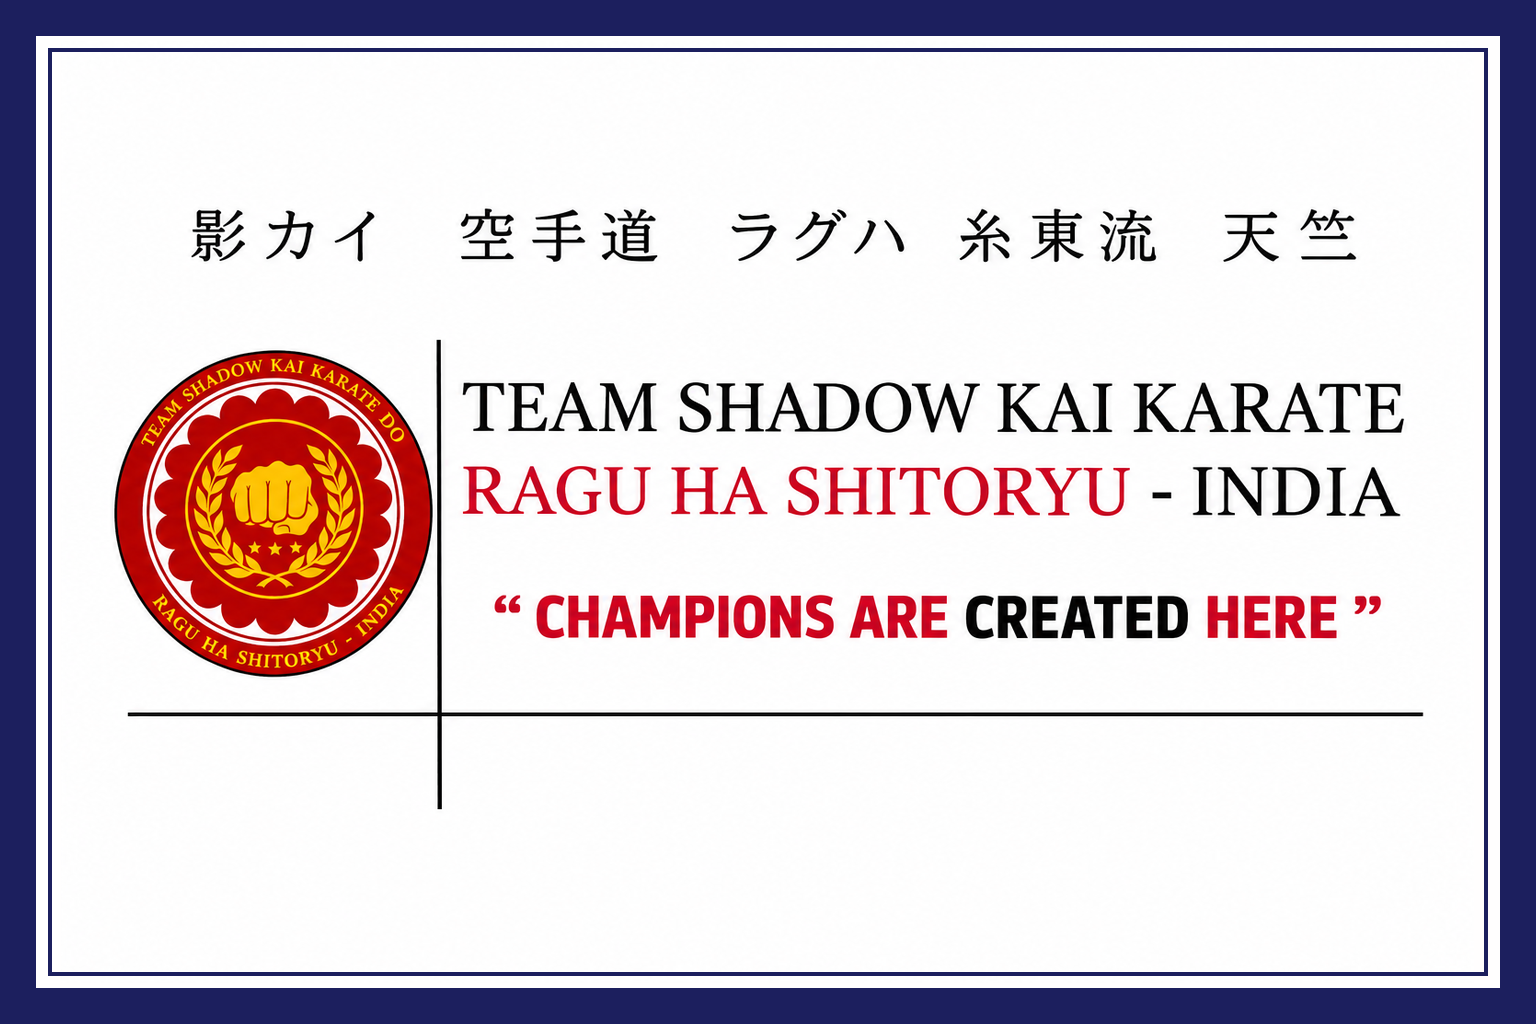 影カイ 空手道 ラグハ 糸東流 天竺
TEAM SHADOW KAI KARATE DO
RAGU HA SHITORYU - INDIA
TEAM SHADOW KAI KARATE
RAGU HA SHITORYU - INDIA
“ CHAMPIONS ARE CREATED HERE ”